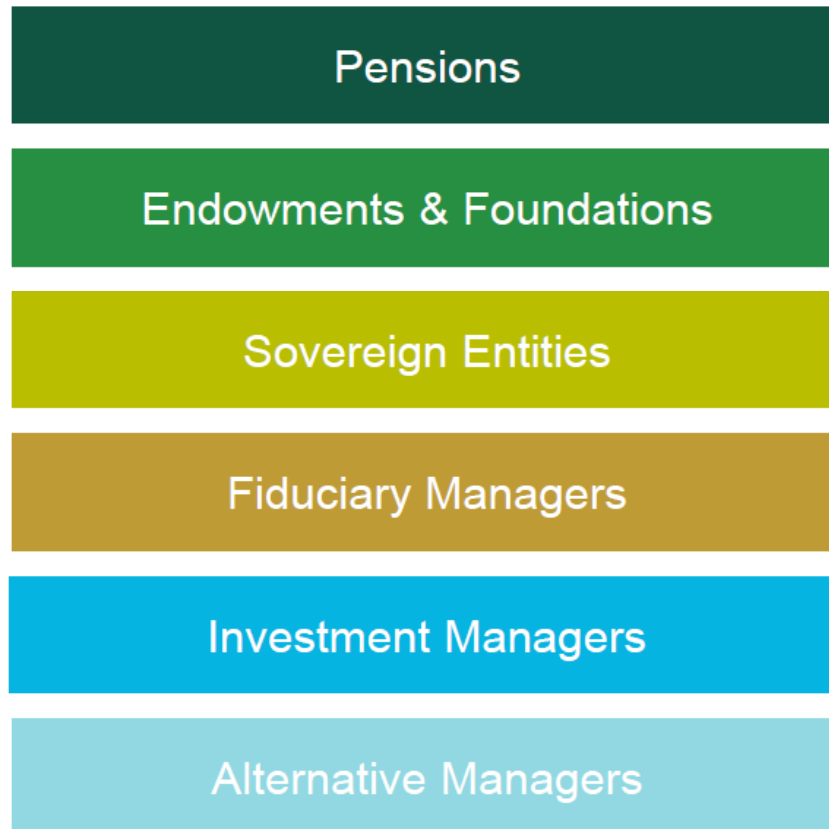 Pensions
Endowments & Foundations
Sovereign Entities
Fiduciary Managers
Investment Managers
Alternative Managers